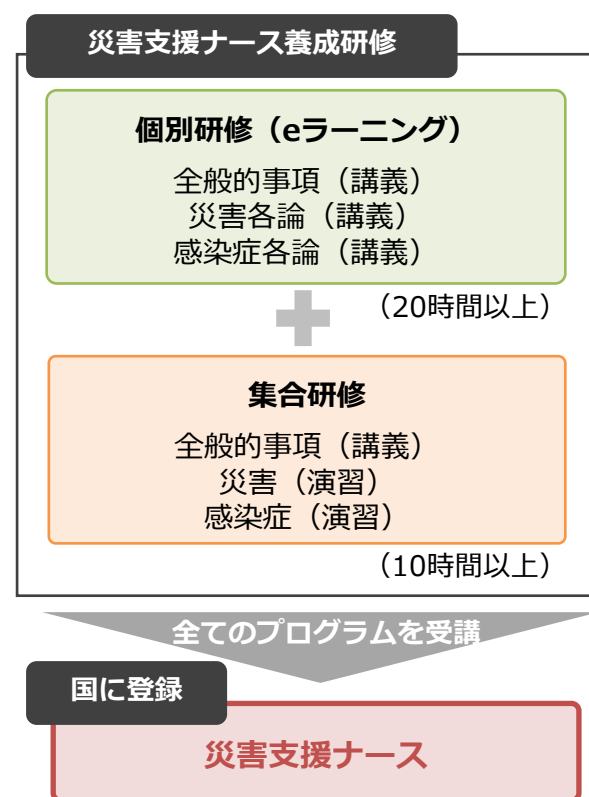 災害支援ナース養成研修
個別研修（eラーニング）
全般的事項（講義）
災害各論（講義）
感染症各論（講義）
（20時間以上）
集合研修
全般的事項（講義）
災害（演習）
感染症（演習）
（10時間以上）
全てのプログラムを受講
国に登録
災害支援ナース